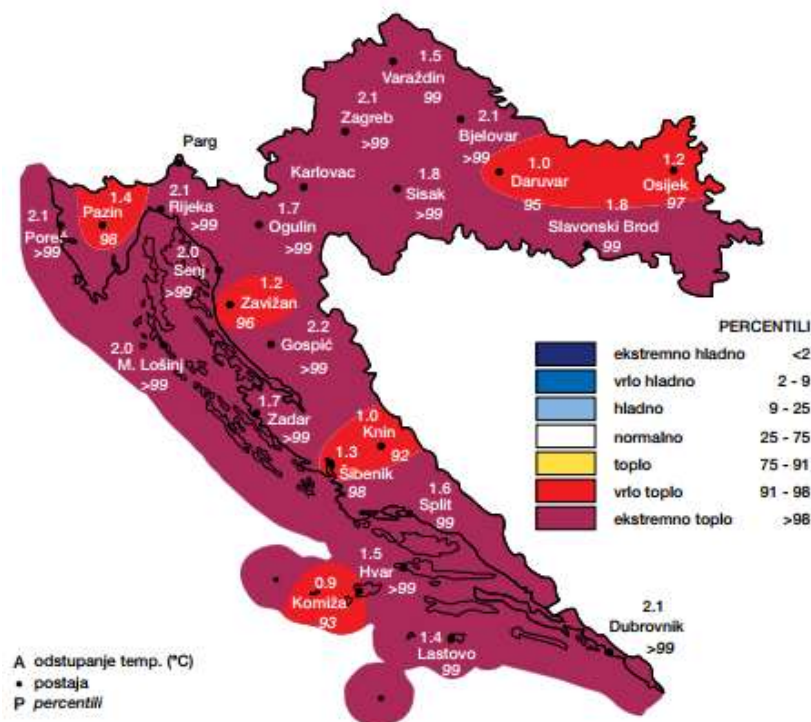 1.5
Varaždin
99
2.1
Zagreb
>99
2.1
Bjelovar
>99
Parg
Karlovac
1.8
Sisak
>99
1.0
Daruvar
95
1.2
Osijek
97
1.8
Slavonski Brod
99
2.1
Poreč
>99
1.4
Pazin
98
2.1
Rijeka
>99
1.7
Ogulin
>99
2.0
Senj
>99
1.2
Zavižan
96
2.2
Gospić
>99
2.0
M. Lošinj
>99
1.7
Zadar
>99
1.0
Knin
92
1.3
Šibenik
98
1.6
Split
99
1.5
Hvar
>99
0.9
Komiža
93
1.4
Lastovo
99
2.1
Dubrovnik
>99
PERCENTILI
ekstremno hladno <2
vrlo hladno 2 - 9
hladno 9 - 25
normalno 25 - 75
toplo 75 - 91
vrlo toplo 91 - 98
ekstremno toplo >98
A odstupanje temp. (°C)
• postaja
P percentili